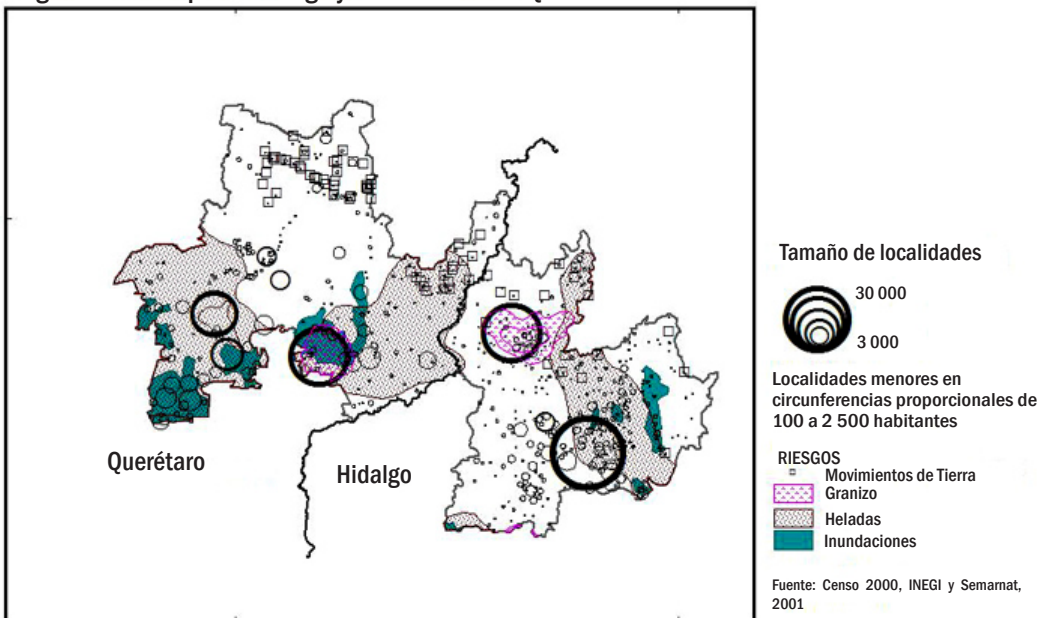 Querétaro
Hidalgo
Tamaño de localidades
30 000
3 000
Localidades menores en
circunferencias proporcionales de
100 a 2 500 habitantes
RIESGOS
Movimientos de Tierra
Granizo
Heladas
Inundaciones
Fuente: Censo 2000, INEGI y Semarnat,
2001